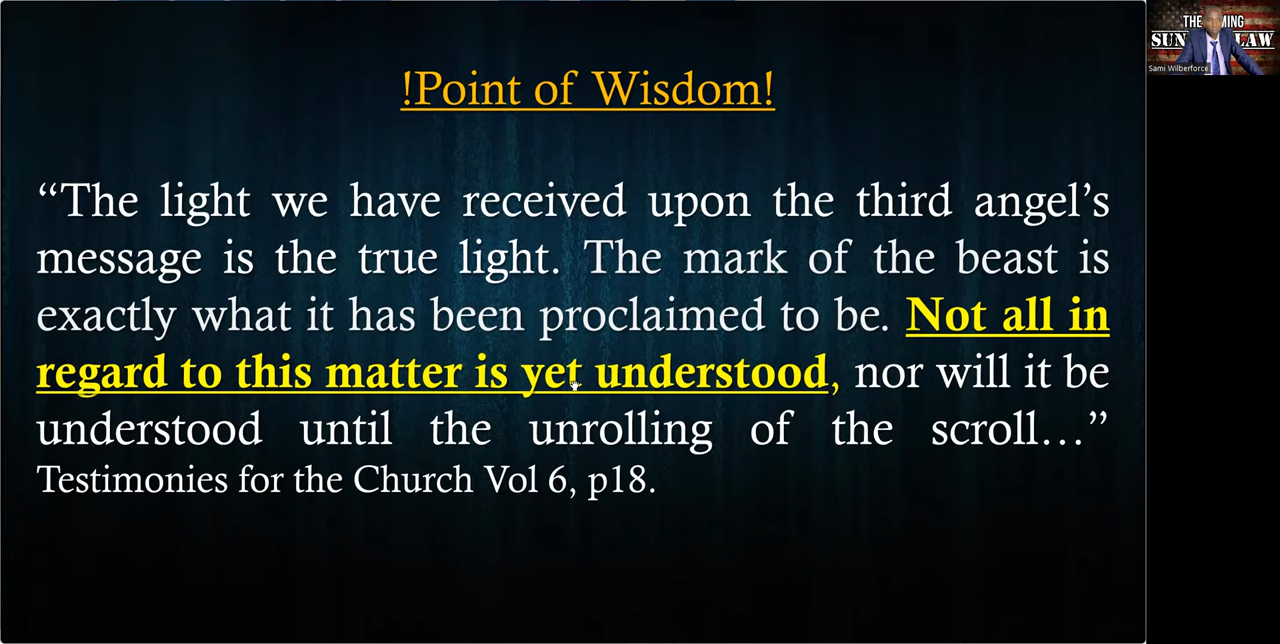 !Point of Wisdom!
“The light we have received upon the third angel’s
message is the true light. The mark of the beast is
exactly what it has been proclaimed to be. Not all in
regard to this matter is yet understood, nor will it be
understood until the unrolling of the scroll…”
Testimonies for the Church Vol 6, p18.
THE
MING
SUN
LAW
Sami Wilberforce